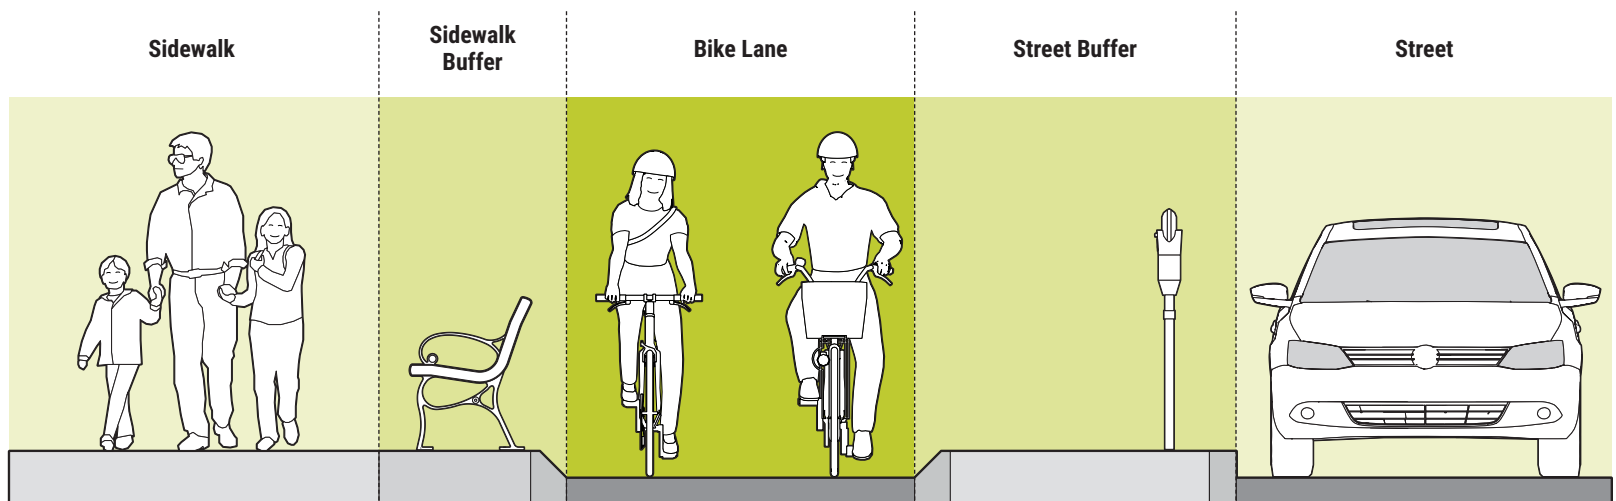 Sidewalk
Sidewalk
Buffer
Bike Lane
Street Buffer
Street